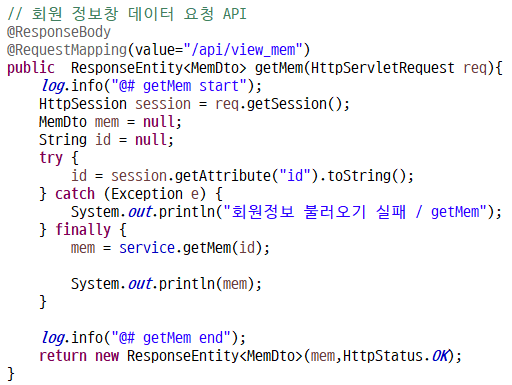 // 회원 정보창 데이터 요청 API
@ResponseBody
@RequestMapping(value="/api/view_mem")
public  ResponseEntity<MemDto> getMem(HttpServletRequest req){
    log.info("@# getMem start");
    HttpSession session = req.getSession();
    MemDto mem = null;
    String id = null;
    try {
        id = session.getAttribute("id").toString();
    } catch (Exception e) {
        System.out.println("회원정보 불러오기 실패 / getMem");
    } finally {
        mem = service.getMem(id);

        System.out.println(mem);
    }

    log.info("@# getMem end");
    return new ResponseEntity<MemDto>(mem,HttpStatus.OK);
}